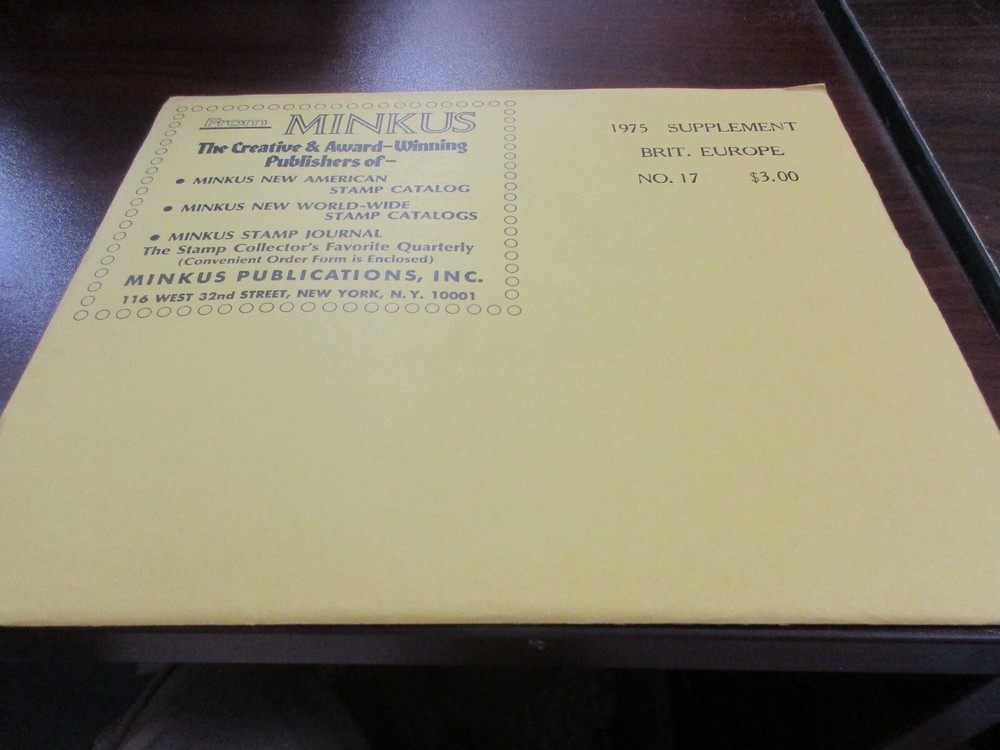 From MINKUS
The Creative & Award-Winning
Publishers of-
• MINKUS NEW AMERICAN
STAMP CATALOG
• MINKUS NEW WORLD-WIDE
STAMP CATALOGS
• MINKUS STAMP JOURNAL
The Stamp Collector's Favorite Quarterly
(Convenient Order Form is Enclosed)
MINKUS PUBLICATIONS, INC.
116 WEST 32nd STREET, NEW YORK, N.Y. 10001
1975 SUPPLEMENT
BRIT. EUROPE
NO. 17 $3.00